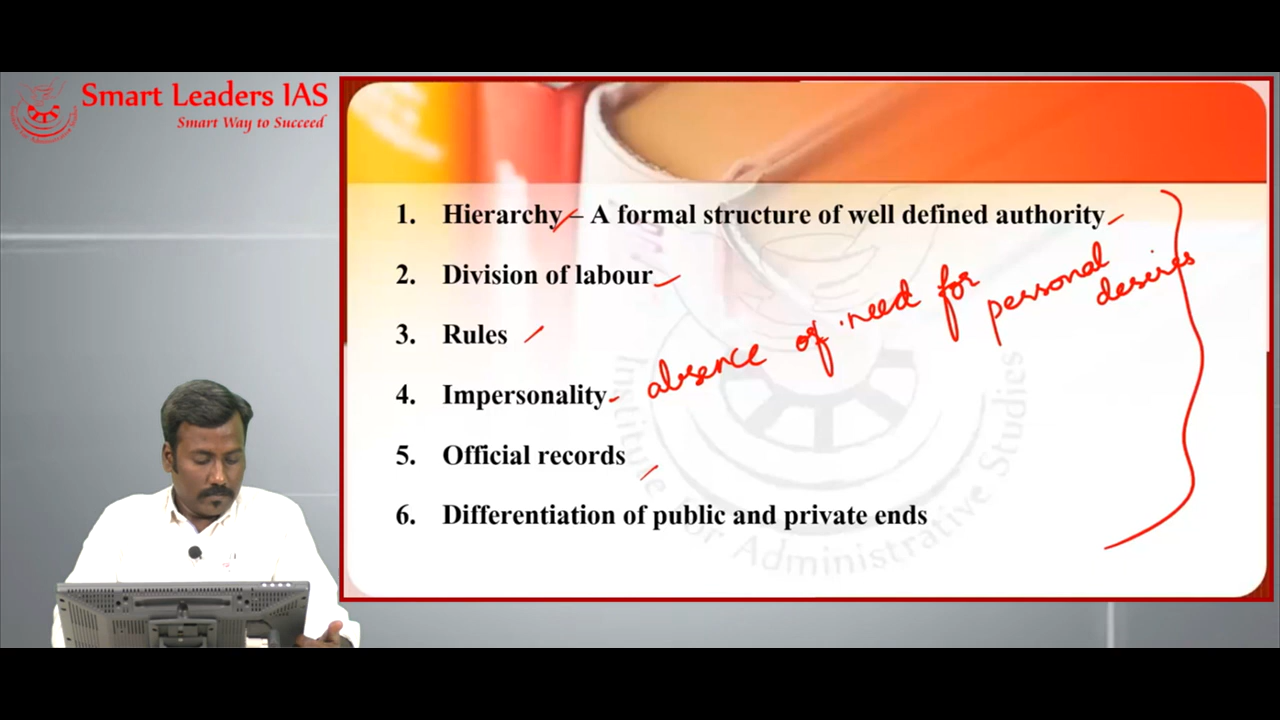 Smart Leaders IAS
Smart Way to Succeed
1. Hierarchy – A formal structure of well defined authority
2. Division of labour
3. Rules
4. Impersonality
absence of need for personal desires
5. Official records
6. Differentiation of public and private ends
Institute For Administrative Studies